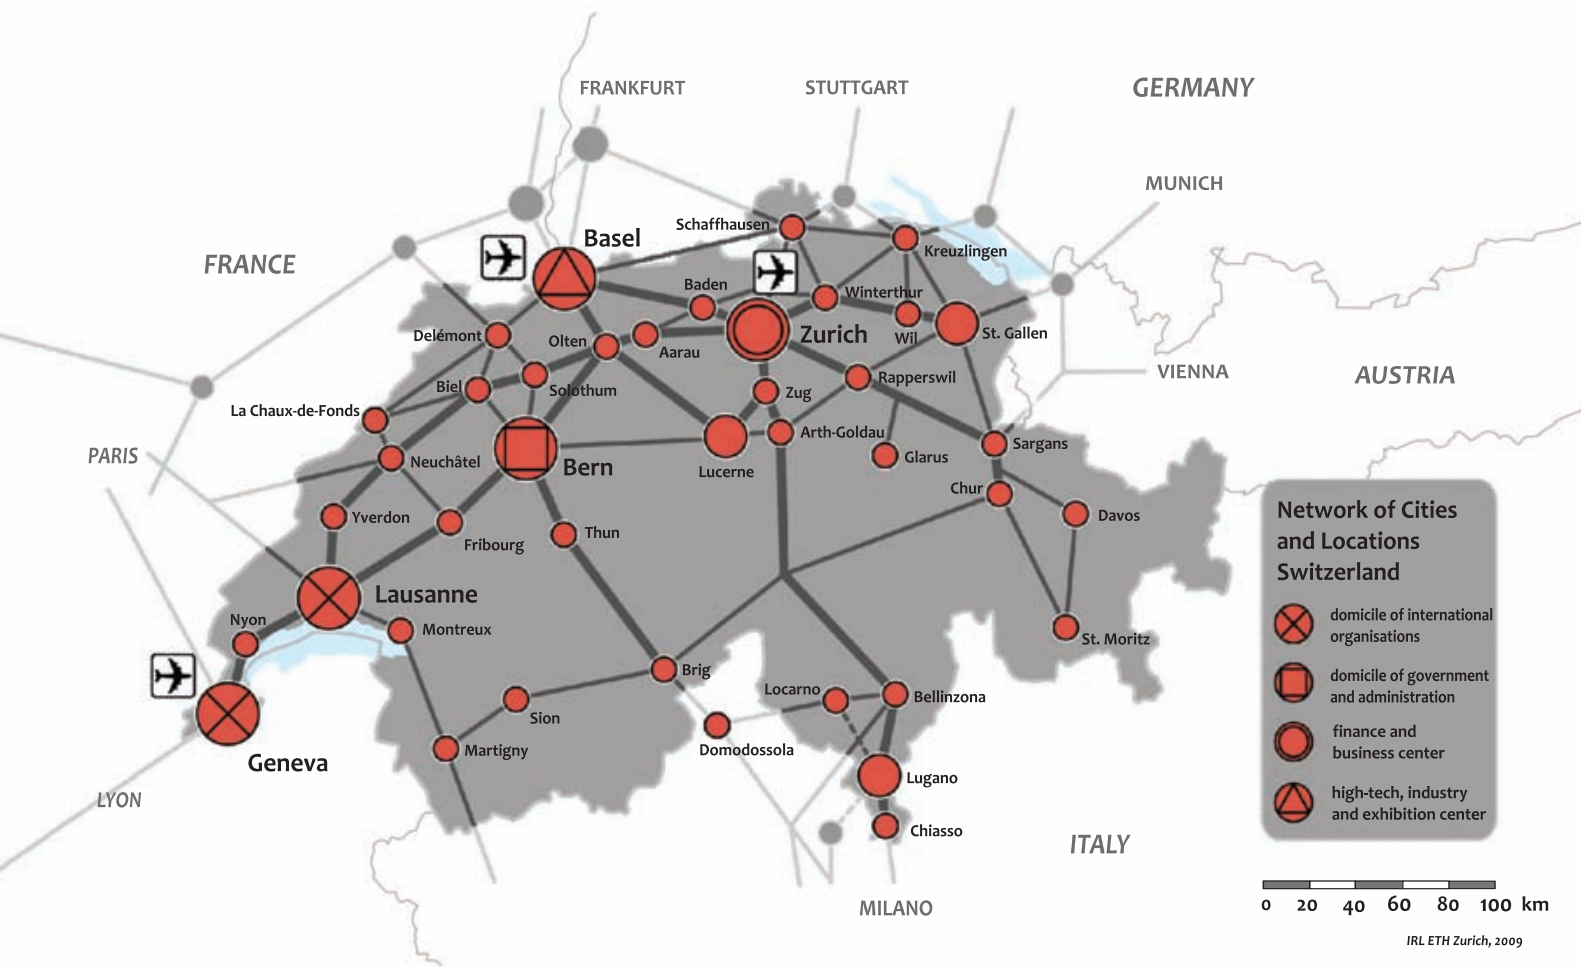 FRANKFURT
STUTTGART
GERMANY
MUNICH
Schaffhausen
Basel
Kreuzlingen
FRANCE
Baden
Winterthur
Delémont
Olten
Zurich
Wil
St. Gallen
Aarau
VIENNA
AUSTRIA
Biel
Solothum
Zug
Rapperswil
La Chaux-de-Fonds
Arth-Goldau
Sargans
PARIS
Neuchâtel
Bern
Lucerne
Glarus
Chur
Yverdon
Davos
Fribourg
Thun
Lausanne
Nyon
Montreux
St. Moritz
Brig
Locarno
Bellinzona
Sion
Martigny
Domodossola
Geneva
Lugano
LYON
Chiasso
ITALY
MILANO
Network of Cities
and Locations
Switzerland
domicile of international
organisations
domicile of government
and administration
finance and
business center
high-tech, industry
and exhibition center
0 20 40 60 80 100 km
IRL ETH Zurich, 2009